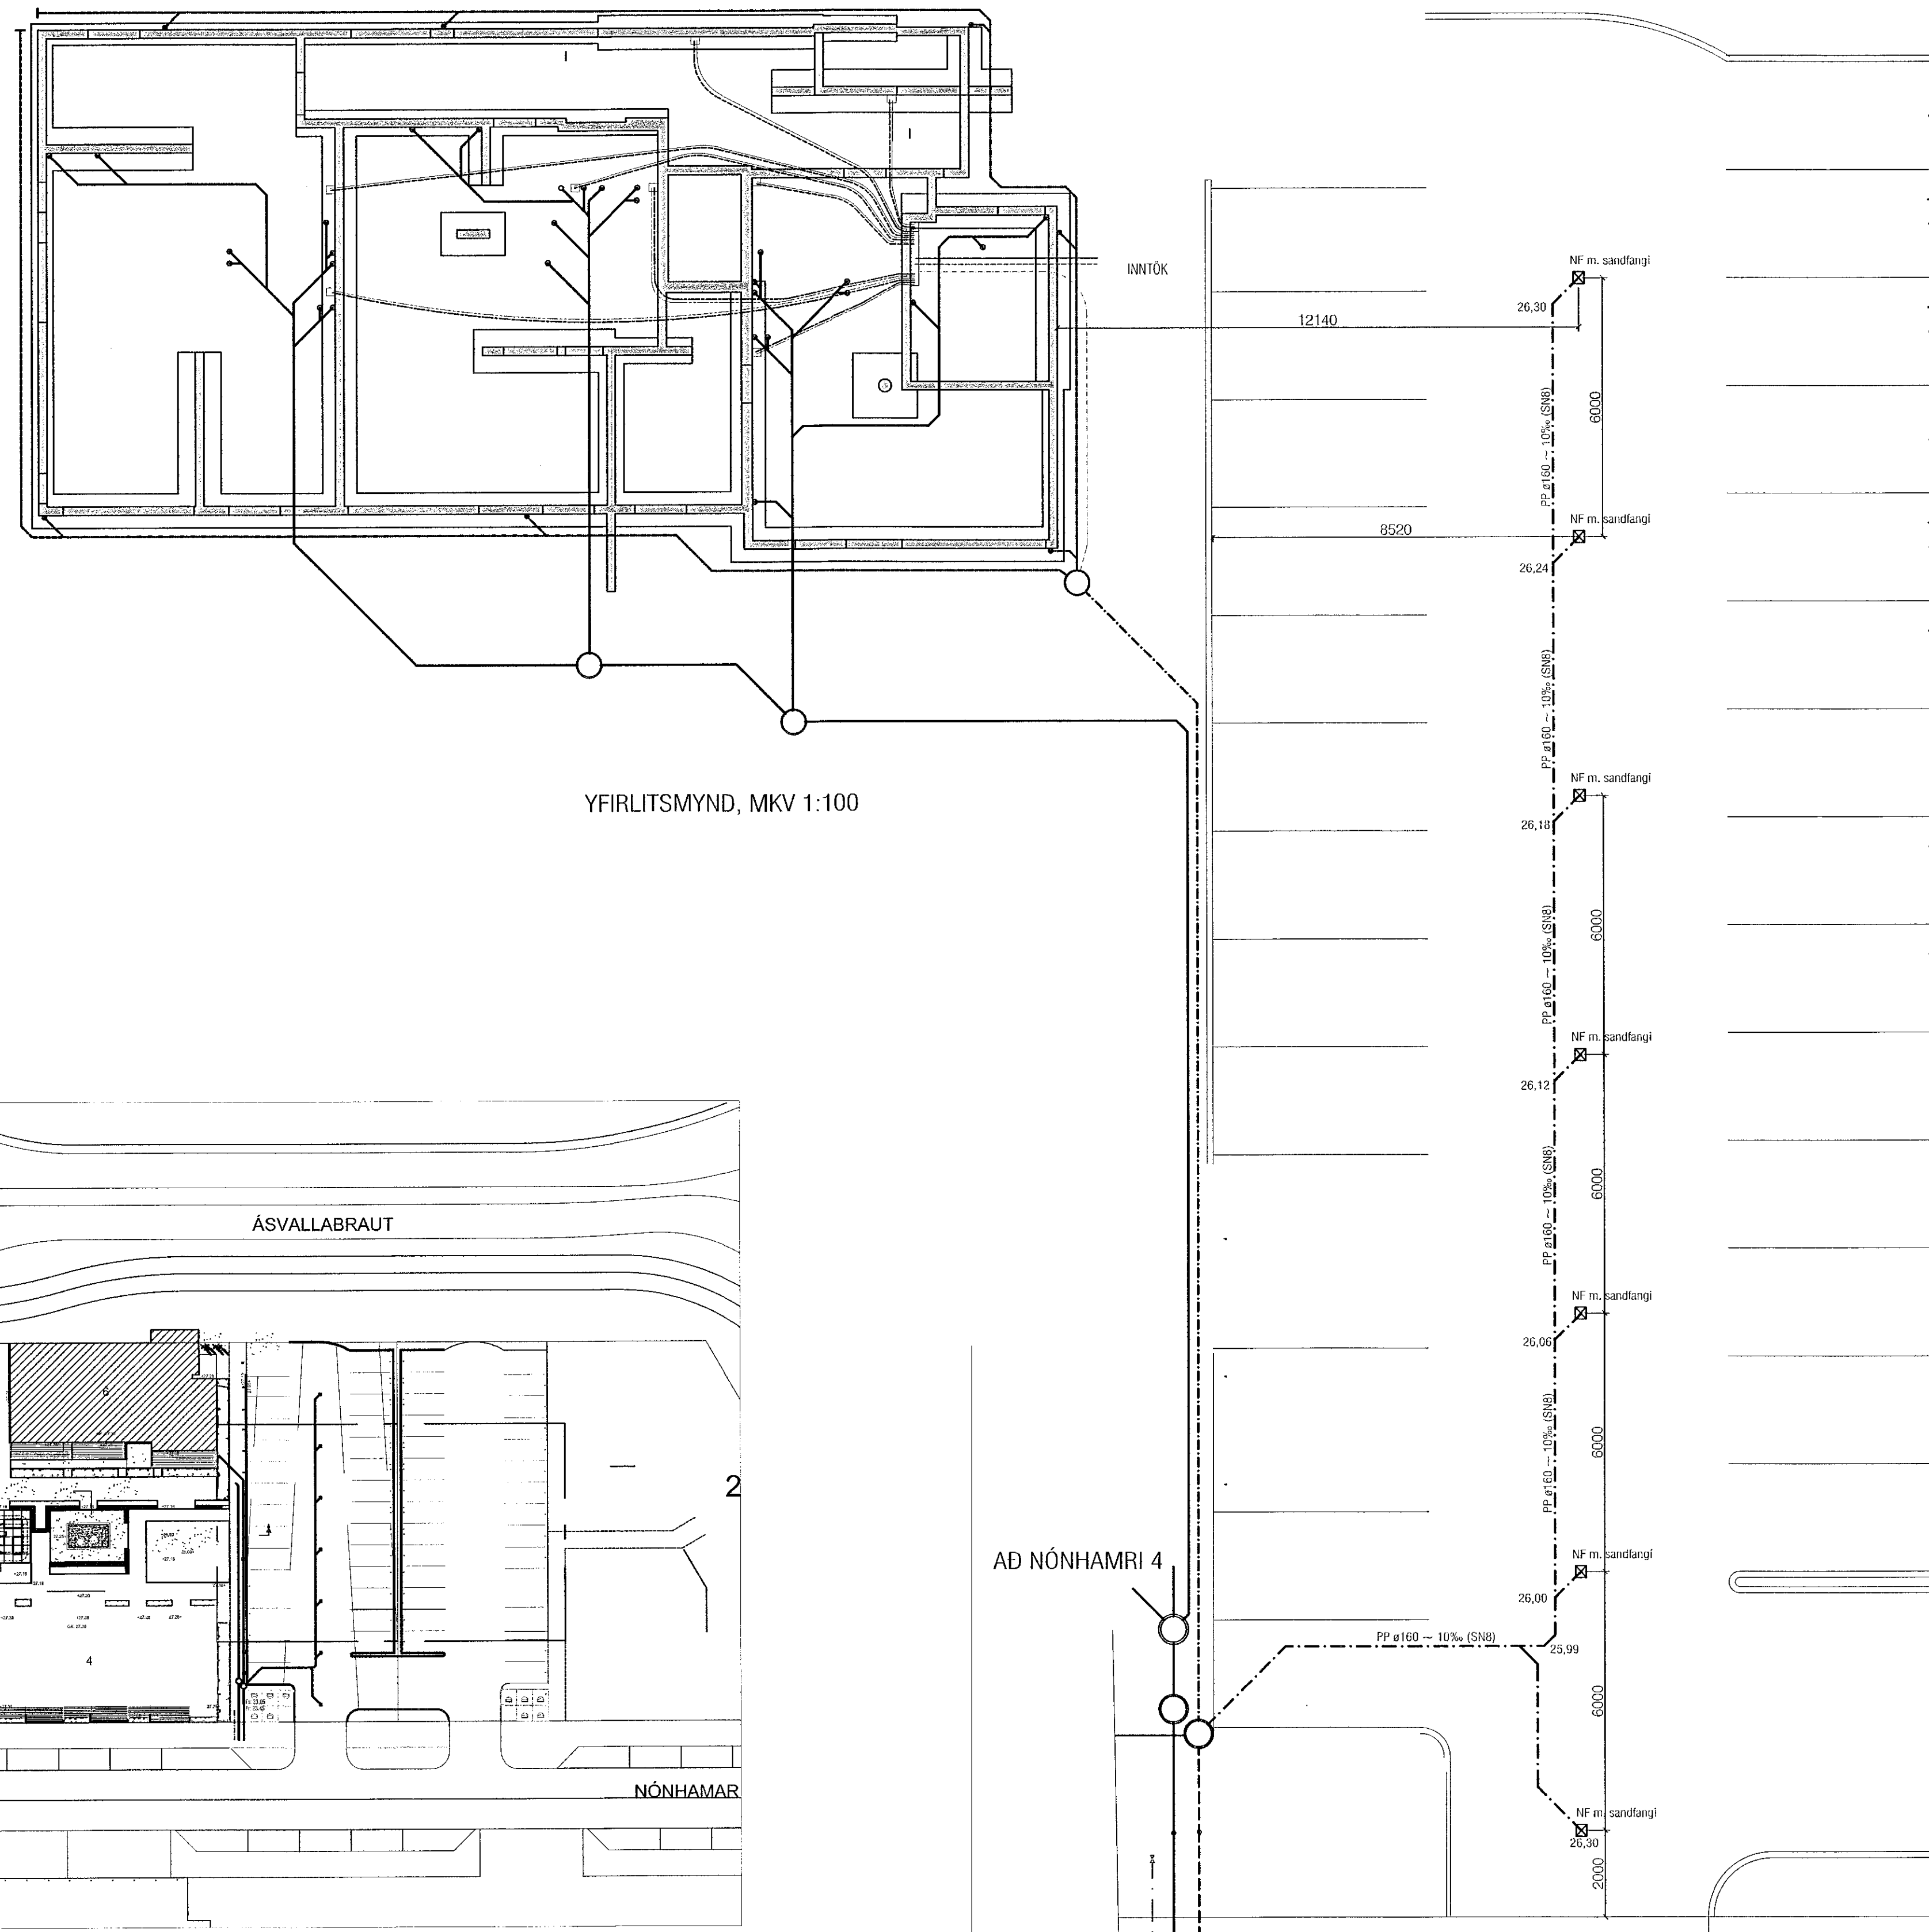 INNTÖK
NF m. sandfangi
26,30
12140
PP ø160 ~ 10‰ (SN8)
6000
NF m. sandfangi
8520
26,24
PP ø160 ~ 10‰ (SN8)
NF m. sandfangi
YFIRLITSMYND, MKV 1:100
26,18
PP ø160 ~ 10‰ (SN8)
6000
NF m. sandfangi
26,12
PP ø160 ~ 10‰ (SN8)
6000
ÁSVALLABRAUT
NF m. sandfangi
26,06
6
PP ø160 ~ 10‰ (SN8)
6000
2
AÐ NÓNHAMRI 4
NF m. sandfangi
26,00
PP ø160 ~ 10‰ (SN8)
25,99
4
6000
NÓNHAMAR
NF m. sandfangi
26,30
2000